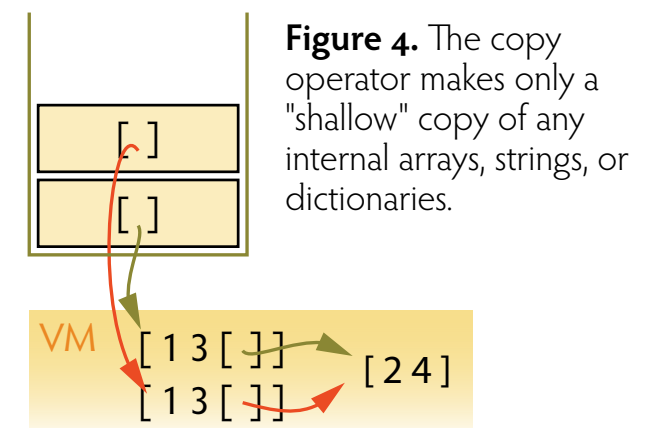 Figure 4. The copy
operator makes only a
"shallow" copy of any
internal arrays, strings, or
dictionaries.
[ ]
[ ]
VM
[ 1 3 [ ] ]
[ 2 4 ]
[ 1 3 [ ] ]